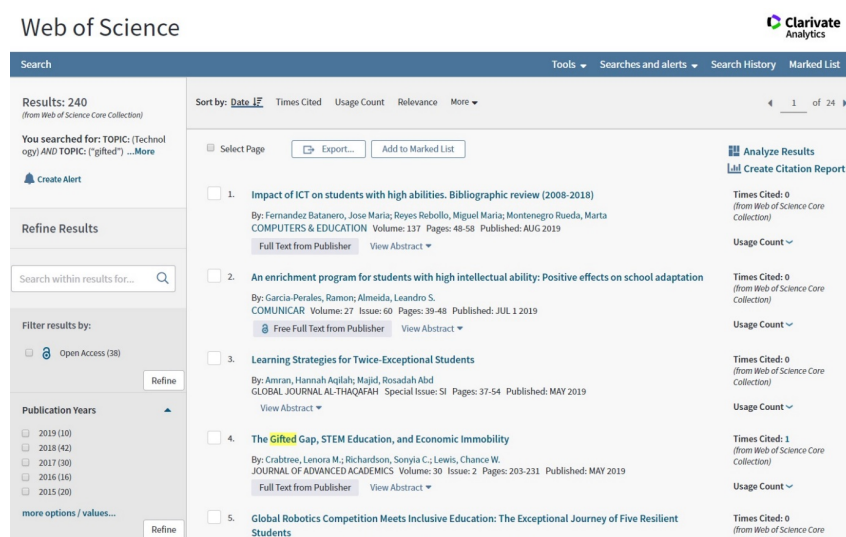 Web of Science
Clarivate
Analytics
Search
Tools
Searches and alerts
Search History
Marked List
Results: 240
(from Web of Science Core Collection)
You searched for: TOPIC: (Technol
ogy) AND TOPIC: ("gifted") ...More
Create Alert
Refine Results
Search within results for...
Filter results by:
Open Access (38)
Refine
Publication Years
2019 (10)
2018 (42)
2017 (30)
2016 (16)
2015 (20)
more options / values...
Refine
Sort by: Date Times Cited Usage Count Relevance More
1 of 24
Select Page
Export...
Add to Marked List
Analyze Results
Create Citation Report
1. Impact of ICT on students with high abilities. Bibliographic review (2008-2018)
By: Fernandez Batanero, Jose Maria; Reyes Rebollo, Miguel Maria; Montenegro Rueda, Marta
COMPUTERS & EDUCATION Volume: 137 Pages: 48-58 Published: AUG 2019
Full Text from Publisher View Abstract
Times Cited: 0
(from Web of Science Core
Collection)
Usage Count
2. An enrichment program for students with high intellectual ability: Positive effects on school adaptation
By: Garcia-Perales, Ramon; Almeida, Leandro S.
COMUNICAR Volume: 27 Issue: 60 Pages: 39-48 Published: JUL 1 2019
Free Full Text from Publisher View Abstract
Times Cited: 0
(from Web of Science Core
Collection)
Usage Count
3. Learning Strategies for Twice-Exceptional Students
By: Amran, Hannah Aqilah; Majid, Rosadah Abd
GLOBAL JOURNAL AL-THAQAFAH Special Issue: SI Pages: 37-54 Published: MAY 2019
View Abstract
Times Cited: 0
(from Web of Science Core
Collection)
Usage Count
4. The Gifted Gap, STEM Education, and Economic Immobility
By: Crabtree, Lenora M.; Richardson, Sonyia C.; Lewis, Chance W.
JOURNAL OF ADVANCED ACADEMICS Volume: 30 Issue: 2 Pages: 203-231 Published: MAY 2019
Full Text from Publisher View Abstract
Times Cited: 1
(from Web of Science Core
Collection)
Usage Count
5. Global Robotics Competition Meets Inclusive Education: The Exceptional Journey of Five Resilient
Students
Times Cited: 0
(from Web of Science Core